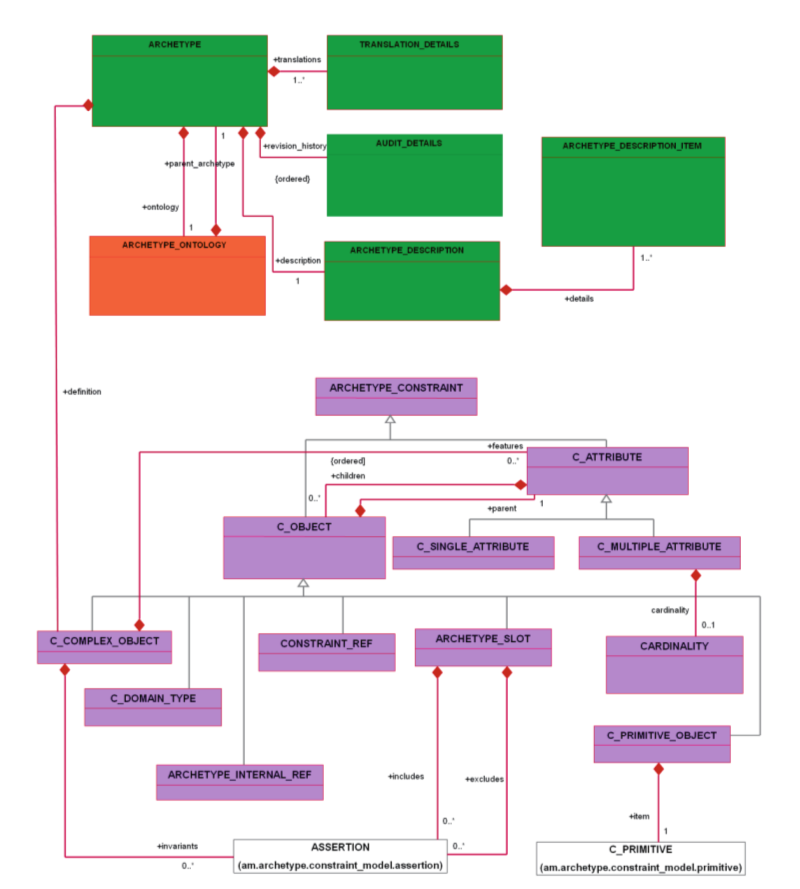 ARCHETYPE
TRANSLATION_DETAILS
+translations
1..*
AUDIT_DETAILS
ARCHETYPE_DESCRIPTION_ITEM
1
+revision_history
+parent_archetype
{ordered}
+ontology
1
ARCHETYPE_ONTOLOGY
ARCHETYPE_DESCRIPTION
+description
1..*
1
+details
ARCHETYPE_CONSTRAINT
+definition
+features
C_ATTRIBUTE
{ordered}
0..*
+children
0..*
1
+parent
C_OBJECT
C_SINGLE_ATTRIBUTE
C_MULTIPLE_ATTRIBUTE
cardinality
0..1
C_COMPLEX_OBJECT
CONSTRAINT_REF
ARCHETYPE_SLOT
CARDINALITY
C_DOMAIN_TYPE
C_PRIMITIVE_OBJECT
ARCHETYPE_INTERNAL_REF
+includes
+excludes
+item
0..*
1
+invariants
0..*
0..*
ASSERTION
(am.archetype.constraint_model.assertion)
C_PRIMITIVE
(am.archetype.constraint_model.primitive)